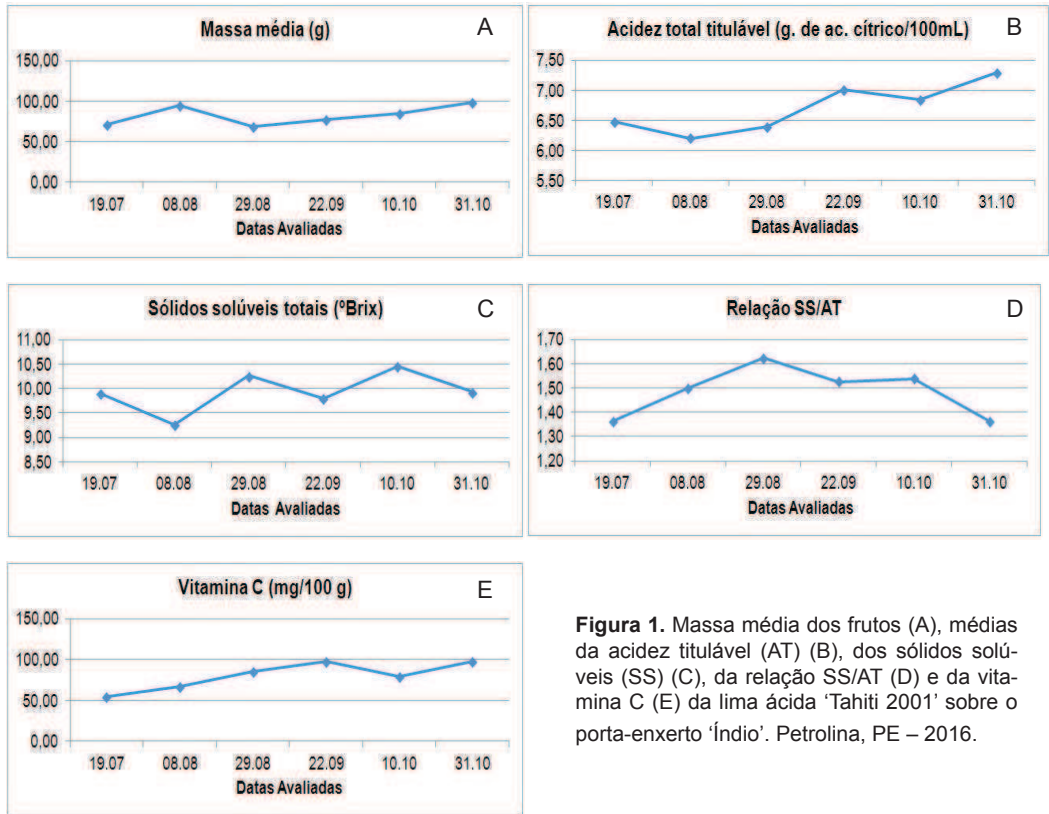 Massa média (g)
A
150,00
100,00
50,00
0,00
19.07 08.08 29.08 22.09 10.10 31.10
Datas Avaliadas
Acidez total titulável (g. de ac. cítrico/100mL)
B
7,50
7,00
6,50
6,00
5,50
19.07 08.08 29.08 22.09 10.10 31.10
Datas Avaliadas
Sólidos solúveis totais (ºBrix)
C
11,00
10,50
10,00
9,50
9,00
8,50
19.07 08.08 29.08 22.09 10.10 31.10
Datas Avaliadas
Relação SS/AT
D
1,70
1,60
1,50
1,40
1,30
1,20
19.07 08.08 29.08 22.09 10.10 31.10
Datas Avaliadas
Vitamina C (mg/100 g)
E
150,00
100,00
50,00
0,00
19.07 08.08 29.08 22.09 10.10 31.10
Datas Avaliadas
Figura 1. Massa média dos frutos (A), médias
da acidez titulável (AT) (B), dos sólidos solú-
veis (SS) (C), da relação SS/AT (D) e da vita-
mina C (E) da lima ácida ‘Tahiti 2001’ sobre o
porta-enxerto ‘Índio’. Petrolina, PE – 2016.